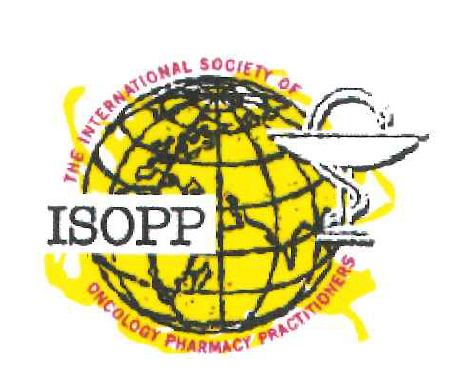 THE INTERNATIONAL SOCIETY OF
ISOPP
ONCOLOGY PHARMACY PRACTITIONERS